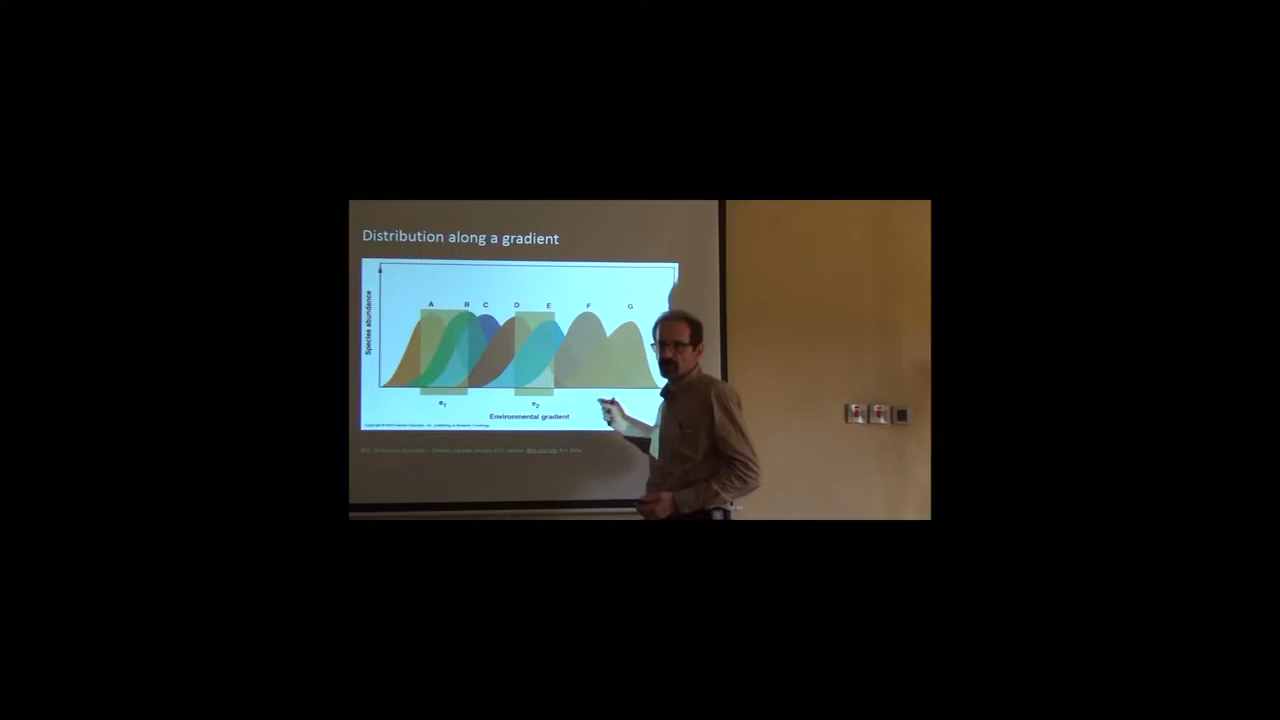 Distribution along a gradient
Species abundance
A B C D E F G
e1 e2
Environmental gradient